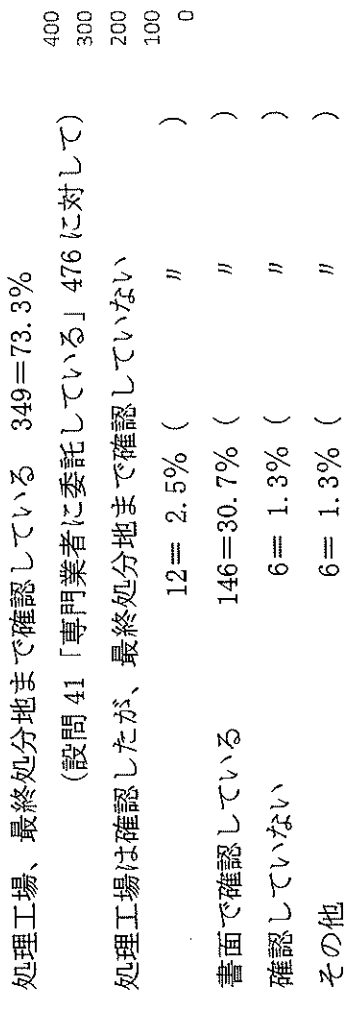 処理工場、最終処分地まで確認している 349=73.3%
(設問 41「専門業者に委託している」476 に対して)
処理工場は確認したが、最終処分地まで確認していない
12= 2.5% ( 〃 )
書面で確認している 146=30.7% ( 〃 )
確認していない 6= 1.3% ( 〃 )
その他 6= 1.3% ( 〃 )
400
300
200
100
0